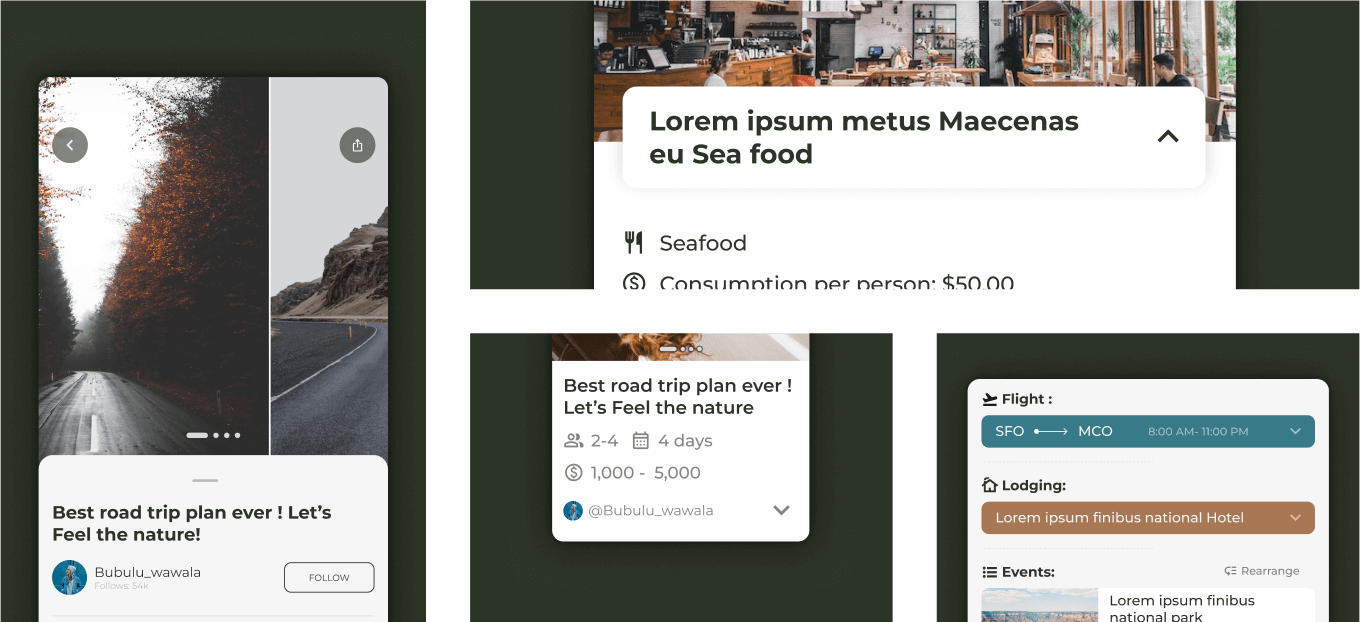 Best road trip plan ever ! Let’s
Feel the nature!
Bubulu_wawala
Follows: 54k
FOLLOW
Lorem ipsum metus Maecenas
eu Sea food
Seafood
Consumption per person: $50.00
Best road trip plan ever !
Let’s Feel the nature
2-4 4 days
1,000 - 5,000
@Bubulu_wawala
Flight :
SFO MCO 8:00 AM- 11:00 PM
Lodging:
Lorem ipsum finibus national Hotel
Events: Rearrange
Lorem ipsum finibus
national park